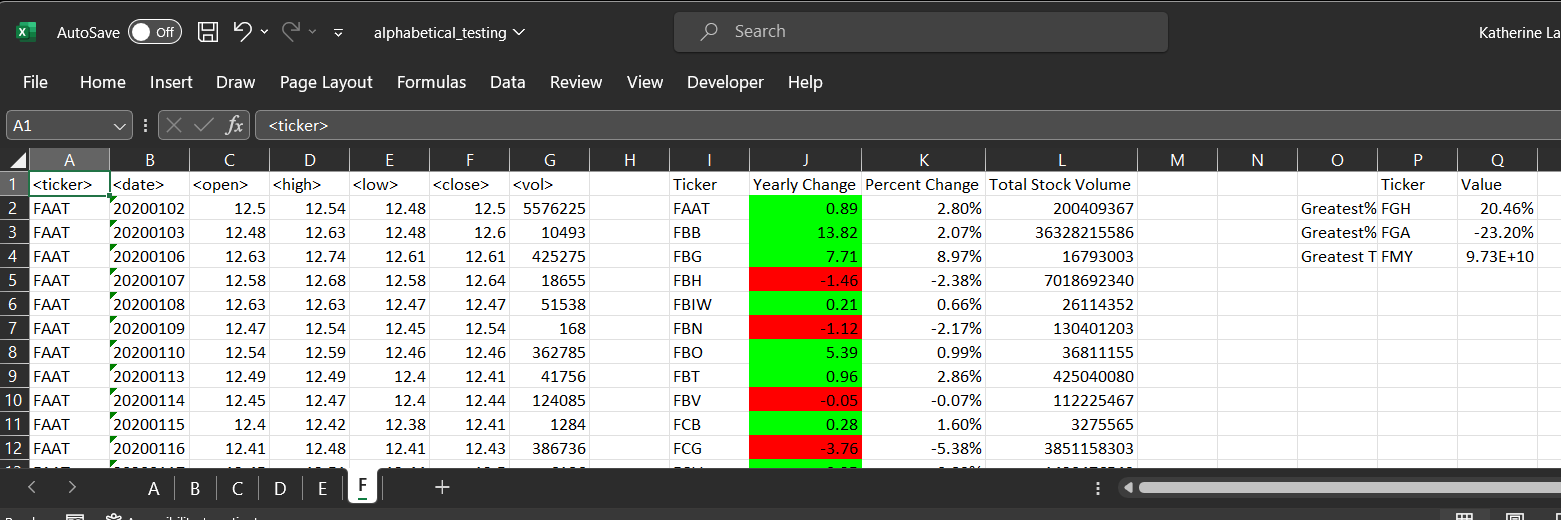 AutoSave Off alphabetical_testing Search Katherine La
File Home Insert Draw Page Layout Formulas Data Review View Developer Help
A1 fx <ticker>
A B C D E F G H I J K L M N O P Q
1 <ticker> <date> <open> <high> <low> <close> <vol> Ticker Yearly Change Percent Change Total Stock Volume Ticker Value
2 FAAT 20200102 12.5 12.54 12.48 12.5 5576225 FAAT 0.89 2.80% 200409367 Greatest% FGH 20.46%
3 FAAT 20200103 12.48 12.63 12.48 12.6 10493 FBB 13.82 2.07% 36328215586 Greatest% FGA -23.20%
4 FAAT 20200106 12.63 12.74 12.61 12.61 425275 FBG 7.71 8.97% 16793003 Greatest T FMY 9.73E+10
5 FAAT 20200107 12.58 12.68 12.58 12.64 18655 FBH -1.46 -2.38% 7018692340
6 FAAT 20200108 12.63 12.63 12.47 12.47 51538 FBIW 0.21 0.66% 26114352
7 FAAT 20200109 12.47 12.54 12.45 12.54 168 FBN -1.12 -2.17% 130401203
8 FAAT 20200110 12.54 12.59 12.46 12.46 362785 FBO 5.39 0.99% 36811155
9 FAAT 20200113 12.49 12.49 12.4 12.41 41756 FBT 0.96 2.86% 425040080
10 FAAT 20200114 12.45 12.47 12.4 12.44 124085 FBV -0.05 -0.07% 112225467
11 FAAT 20200115 12.4 12.42 12.38 12.41 1284 FCB 0.28 1.60% 3275565
12 FAAT 20200116 12.41 12.48 12.41 12.43 386736 FCG -3.76 -5.38% 3851158303
A B C D E F